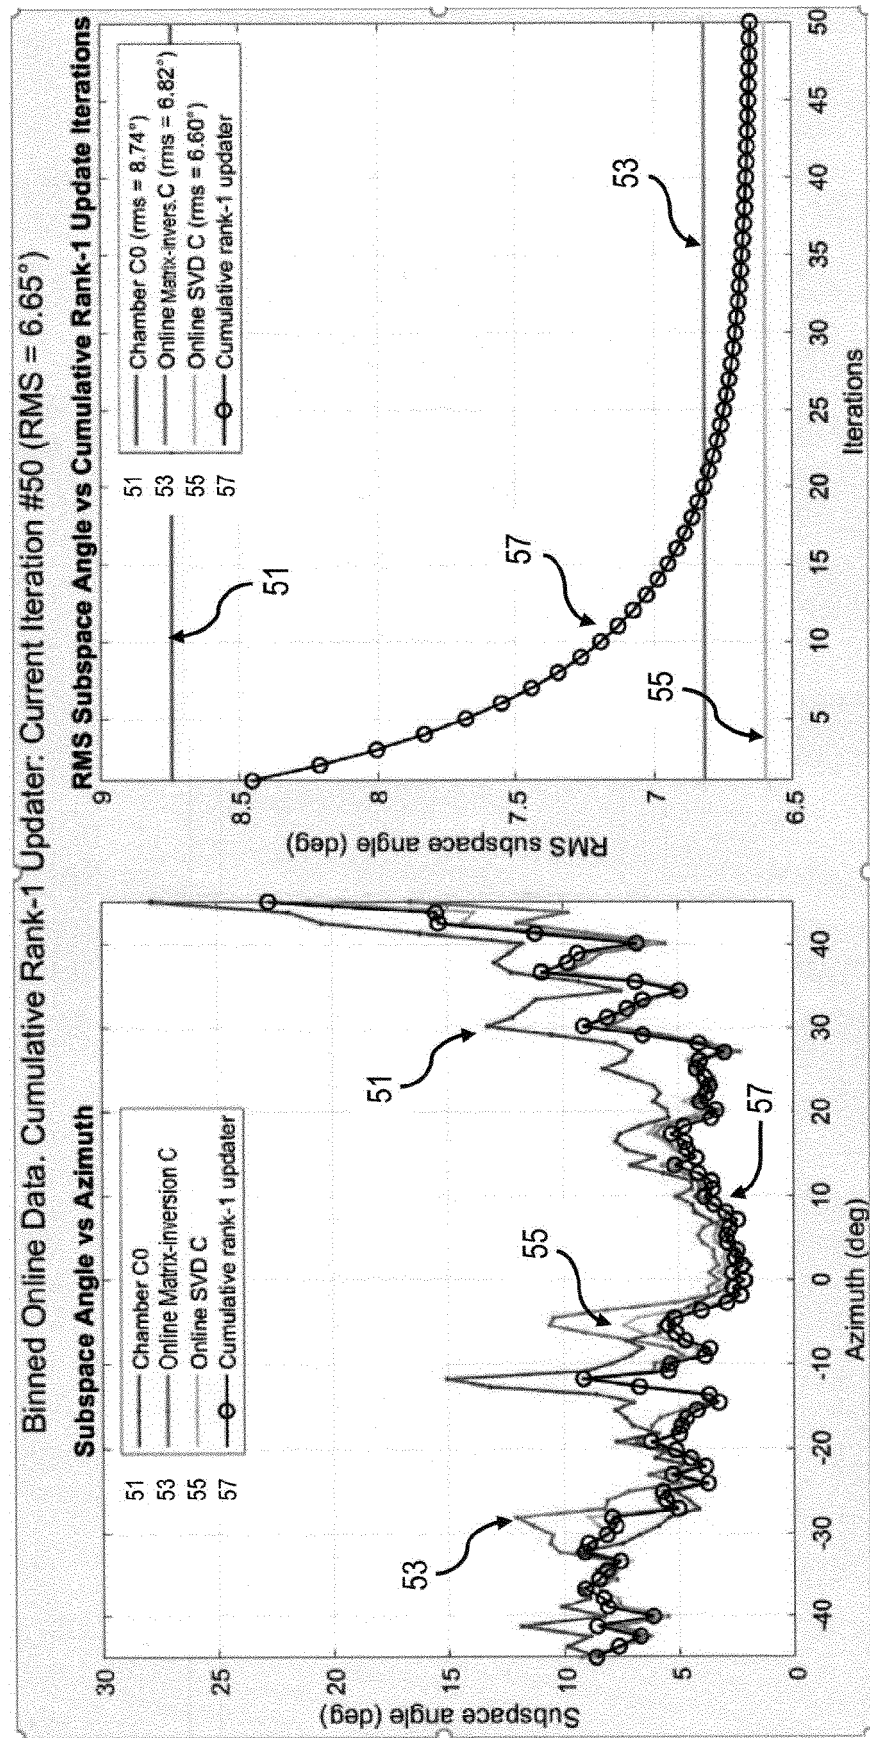 Binned Online Data. Cumulative Rank-1 Updater: Current Iteration #50 (RMS = 6.65°)
Subspace Angle vs Azimuth
51 Chamber C0
53 Online Matrix-inversion C
55 Online SVD C
57 Cumulative rank-1 updater
30
25
20
15
10
5
0
Subspace angle (deg)
-40
-30
-20
-10
0
10
20
30
40
Azimuth (deg)
53
55
51
57
RMS Subspace Angle vs Cumulative Rank-1 Update Iterations
51 Chamber C0 (rms = 8.74°)
53 Online Matrix-invers.C (rms = 6.82°)
55 Online SVD C (rms = 6.60°)
57 Cumulative rank-1 updater
9
8.5
8
7.5
7
6.5
RMS subspace angle (deg)
5
10
15
20
25
30
35
40
45
50
Iterations
51
57
55
53